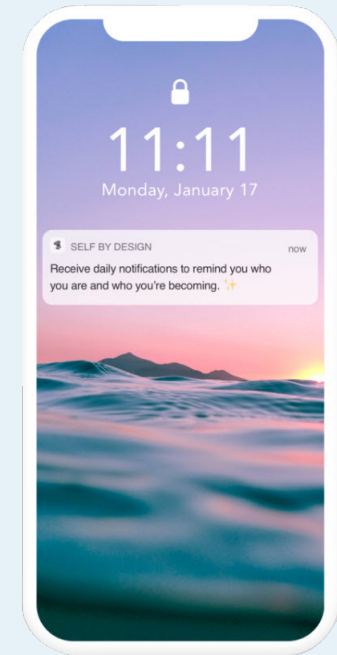 11:11
Monday, January 17
SELF BY DESIGN now
Receive daily notifications to remind you who
you are and who you're becoming. ✨